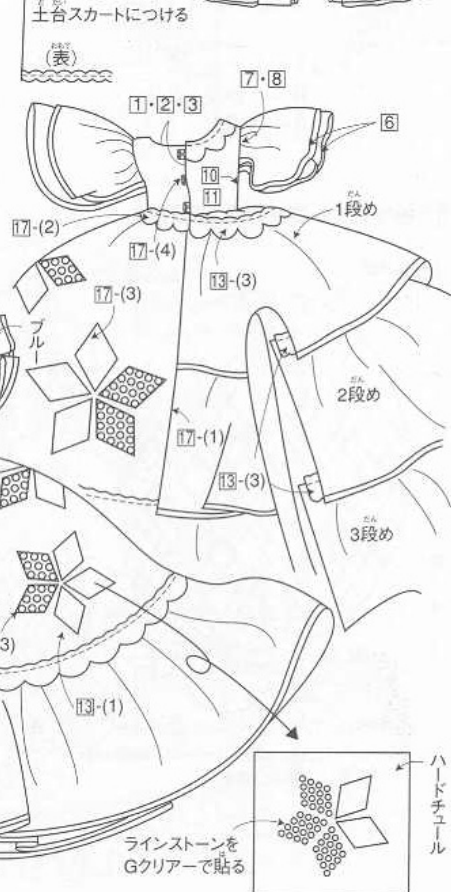 土台スカートにつける
(表)
1・2・3
7・8
6
10
11
1段め
17-(2)
17-(4)
13-(3)
17-(3)
ブルー
2段め
17-(1)
13-(3)
3段め
3)
13-(1)
ハードチュール
ラインストーンを
Gクリアーで貼る